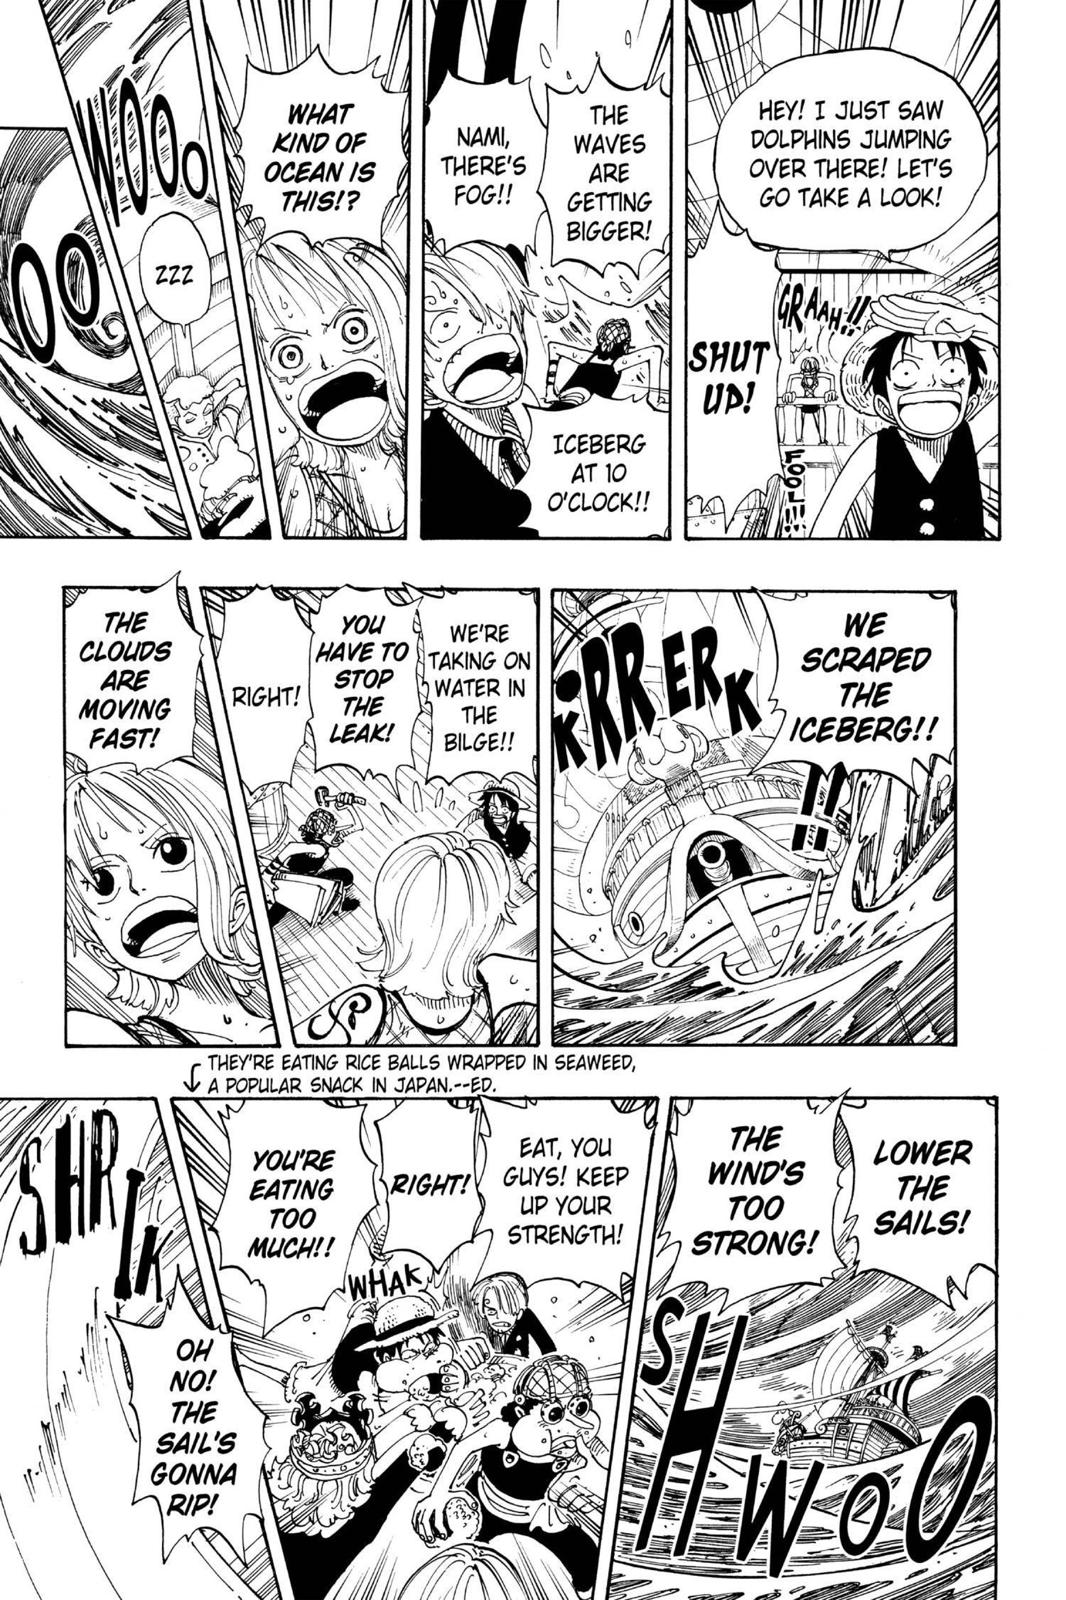 HEY! I JUST SAW
DOLPHINS JUMPING
OVER THERE! LET'S
GO TAKE A LOOK!
GRAAH!!
SHUT
UP!
FOOL!!!
THE
WAVES
ARE
GETTING
BIGGER!
NAMI,
THERE'S
FOG!!
ICEBERG
AT 10
O'CLOCK!!
WHAT
KIND OF
OCEAN IS
THIS!?
WOOO
ZZZ
OO
WE
SCRAPED
THE
ICEBERG!!
KRRRERK
!!
WE'RE
TAKING ON
WATER IN
THE
BILGE!!
YOU
HAVE TO
STOP
THE
LEAK!
RIGHT!
THE
CLOUDS
ARE
MOVING
FAST!
THEY'RE EATING RICE BALLS WRAPPED IN SEAWEED,
A POPULAR SNACK IN JAPAN.--ED.
LOWER
THE
SAILS!
THE
WIND'S
TOO
STRONG!
SHWOO
EAT, YOU
GUYS! KEEP
UP YOUR
STRENGTH!
RIGHT!
YOU'RE
EATING
TOO
MUCH!!
WHAK
SHRIK
OH
NO!
THE
SAIL'S
GONNA
RIP!